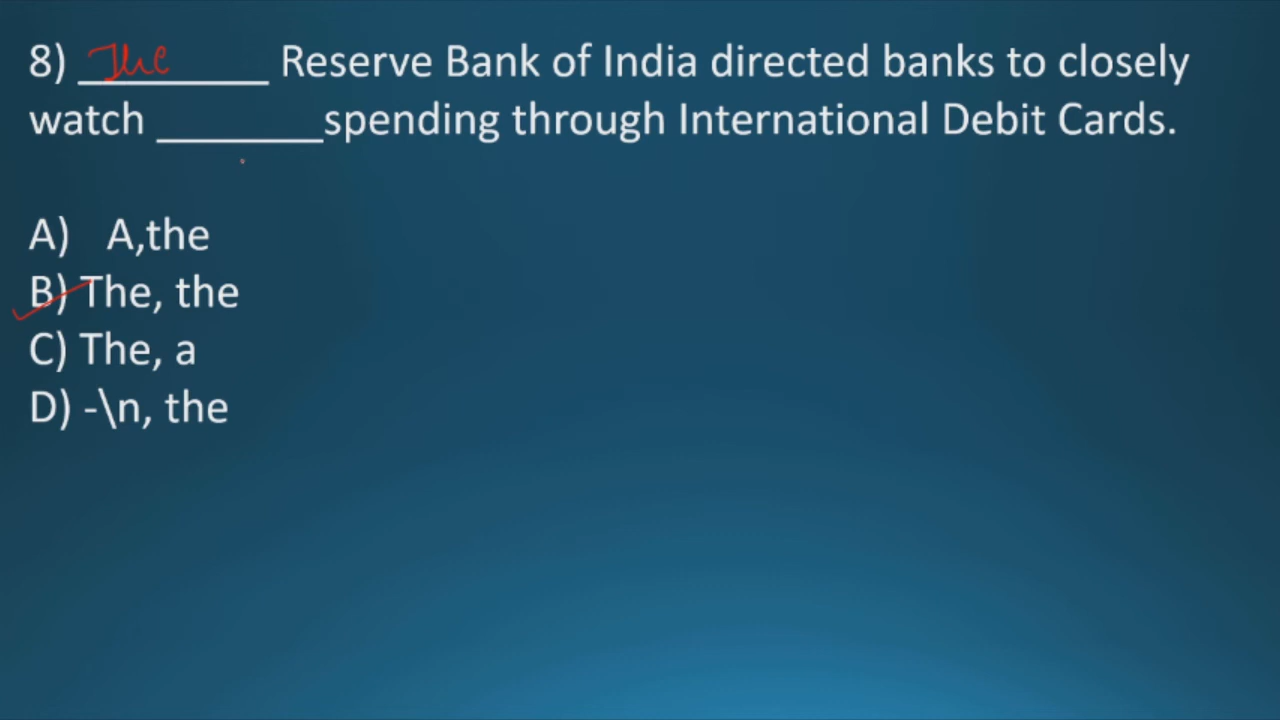 8) The Reserve Bank of India directed banks to closely
watch ________spending through International Debit Cards.
A) A,the
B) The, the
C) The, a
D) -\n, the